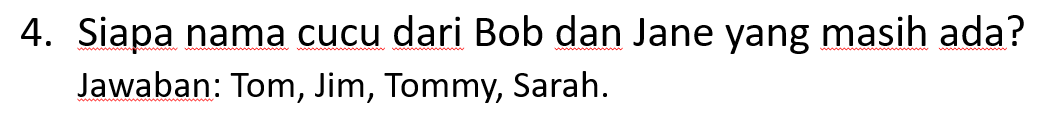 4. Siapa nama cucu dari Bob dan Jane yang masih ada?
Jawaban: Tom, Jim, Tommy, Sarah.